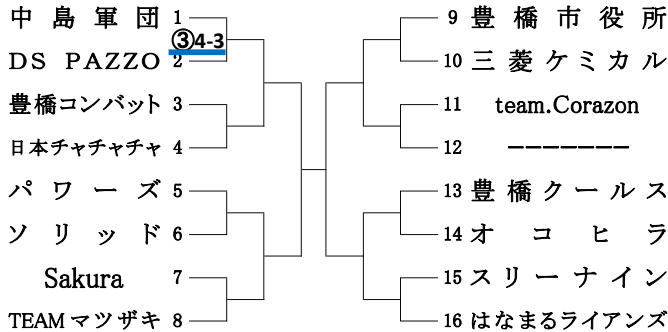 中島軍団 1
③4-3
DS PAZZO 2
豊橋コンバット 3
日本チャチャチャ 4
パワーズ 5
ソリッド 6
Sakura 7
TEAMマツザキ 8
9 豊橋市役所
10 三菱ケミカル
11 team.Corazon
12 −−−−−−−
13 豊橋クールス
14 オコヒラ
15 スリーナイン
16 はなまるライアンズ